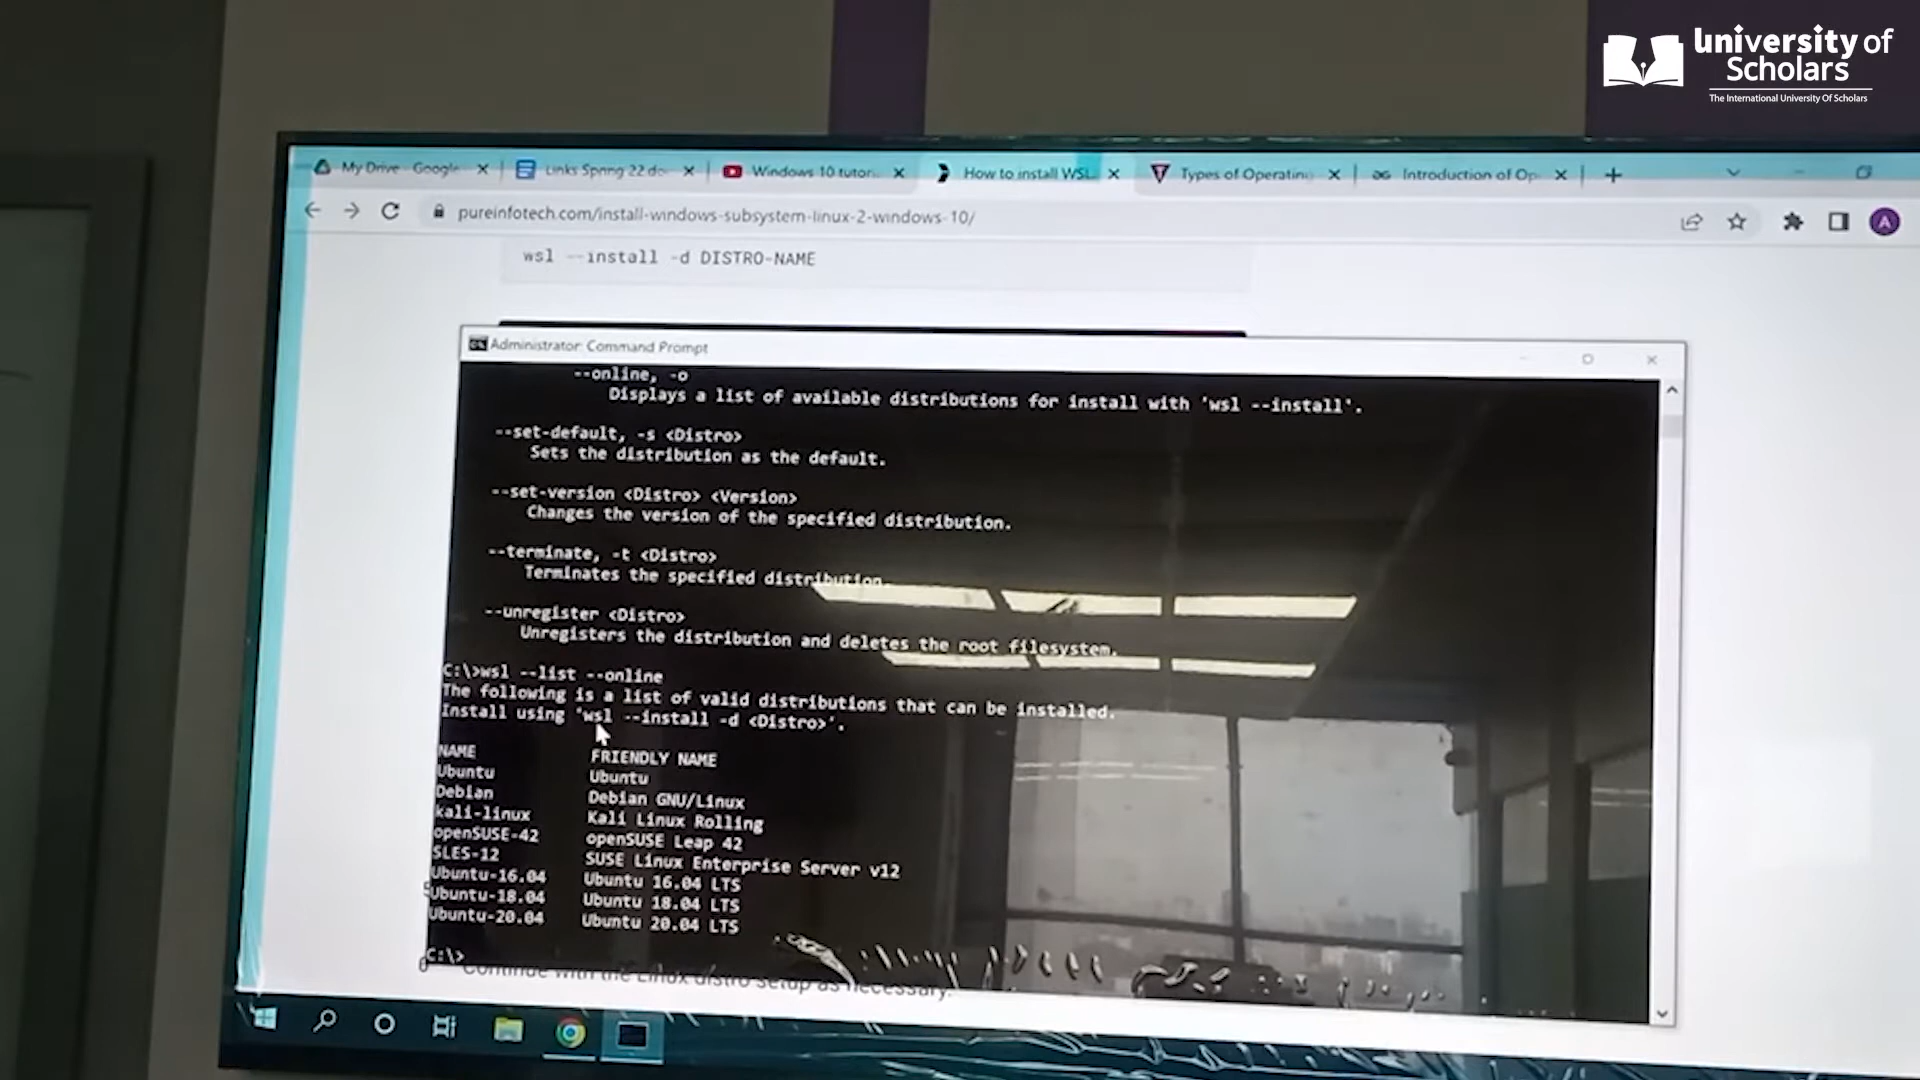 University of
Scholars
The International University Of Scholars
My Drive - Google
Links Spring 22 do
Windows 10 tutori
How to install WSL
Types of Operating
Introduction of Op
pureinfotech.com/install-windows-subsystem-linux-2-windows-10/
A
wsl --install -d DISTRO-NAME
Administrator: Command Prompt
--online, -o
Displays a list of available distributions for install with 'wsl --install'.
--set-default, -s <Distro>
Sets the distribution as the default.
--set-version <Distro> <Version>
Changes the version of the specified distribution.
--terminate, -t <Distro>
Terminates the specified distribution.
--unregister <Distro>
Unregisters the distribution and deletes the root filesystem.
C:\>wsl --list --online
The following is a list of valid distributions that can be installed.
Install using 'wsl --install -d <Distro>'.
NAME FRIENDLY NAME
Ubuntu Ubuntu
Debian Debian GNU/Linux
kali-linux Kali Linux Rolling
openSUSE-42 openSUSE Leap 42
SLES-12 SUSE Linux Enterprise Server v12
Ubuntu-16.04 Ubuntu 16.04 LTS
Ubuntu-18.04 Ubuntu 18.04 LTS
Ubuntu-20.04 Ubuntu 20.04 LTS
C:\>
Continue with the Linux distro setup as necessary.